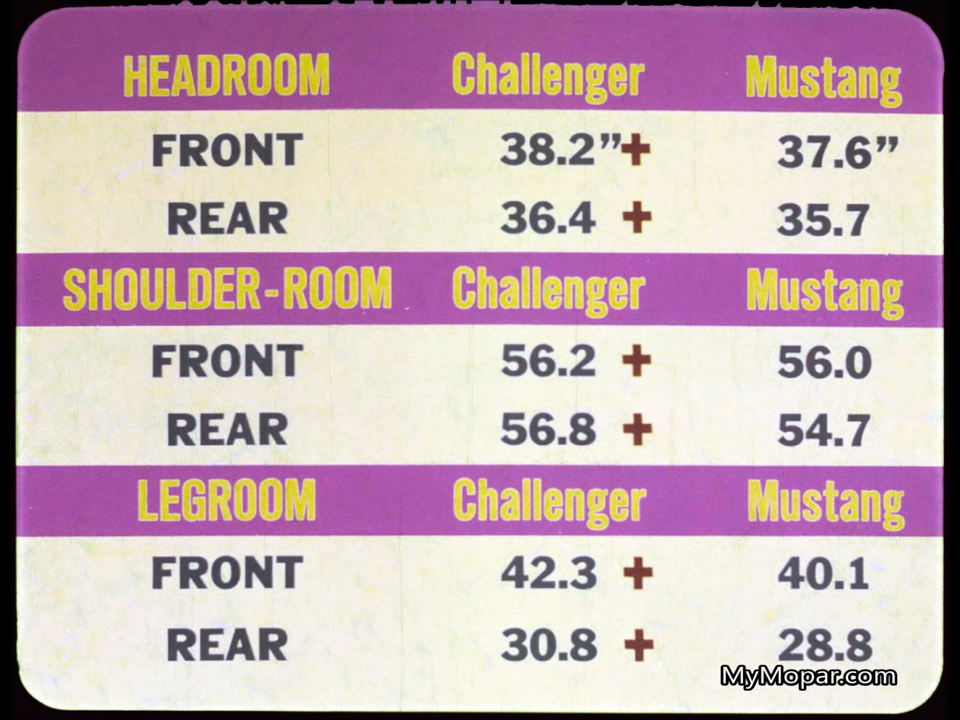 HEADROOM Challenger Mustang
FRONT 38.2”+ 37.6”
REAR 36.4 + 35.7
SHOULDER-ROOM Challenger Mustang
FRONT 56.2 + 56.0
REAR 56.8 + 54.7
LEGROOM Challenger Mustang
FRONT 42.3 + 40.1
REAR 30.8 + 28.8
MyMopar.com